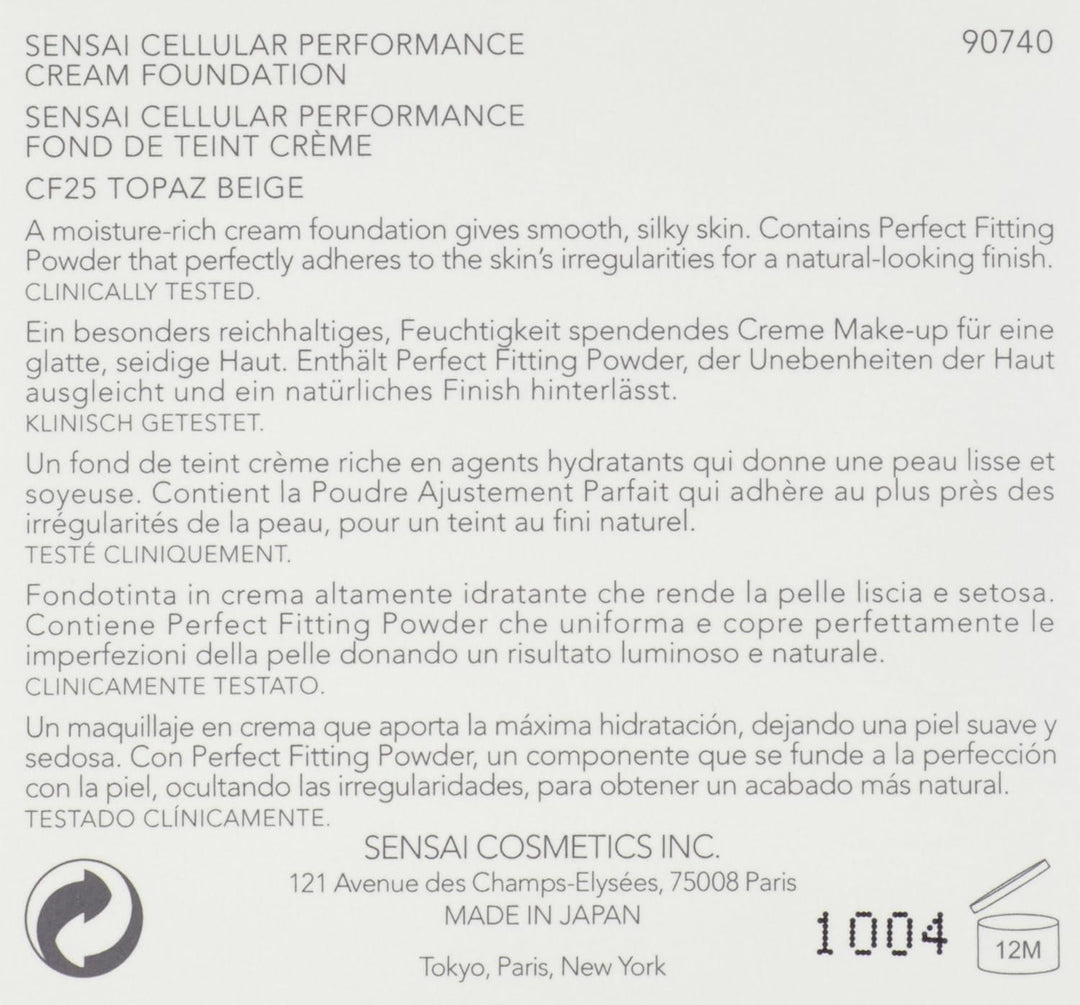 SENSAI CELLULAR PERFORMANCE
90740
CREAM FOUNDATION
SENSAI CELLULAR PERFORMANCE
FOND DE TEINT CRÈME
CF25 TOPAZ BEIGE
A moisture-rich cream foundation gives smooth, silky skin. Contains Perfect Fitting
Powder that perfectly adheres to the skin's irregularities for a natural-looking finish.
CLINICALLY TESTED.
Ein besonders reichhaltiges, Feuchtigkeit spendendes Creme Make-up für eine
glatte, seidige Haut. Enthält Perfect Fitting Powder, der Unebenheiten der Haut
ausgleicht und ein natürliches Finish hinterlässt.
KLINISCH GETESTET.
Un fond de teint crème riche en agents hydratants qui donne une peau lisse et
soyeuse. Contient la Poudre Ajustement Parfait qui adhère au plus près des
irrégularités de la peau, pour un teint au fini naturel.
TESTÉ CLINIQUEMENT.
Fondotinta in crema altamente idratante che rende la pelle liscia e setosa.
Contiene Perfect Fitting Powder che uniforma e copre perfettamente le
imperfezioni della pelle donando un risultato luminoso e naturale.
CLINICAMENTE TESTATO.
Un maquillaje en crema que aporta la máxima hidratación, dejando una piel suave y
sedosa. Con Perfect Fitting Powder, un componente que se funde a la perfección
con la piel, ocultando las irregularidades, para obtener un acabado más natural.
TESTADO CLÍNICAMENTE.
SENSAI COSMETICS INC.
121 Avenue des Champs-Elysées, 75008 Paris
MADE IN JAPAN
Tokyo, Paris, New York
1004
12M